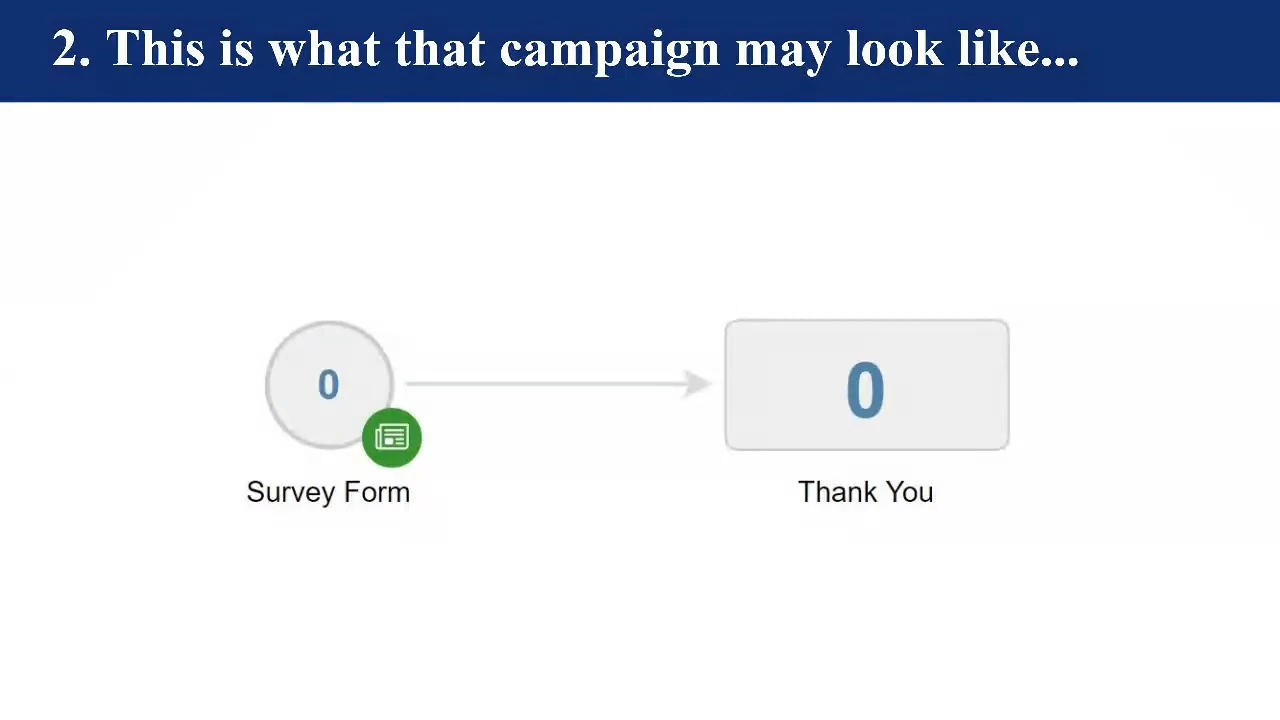 2. This is what that campaign may look like...
0
0
Survey Form
Thank You